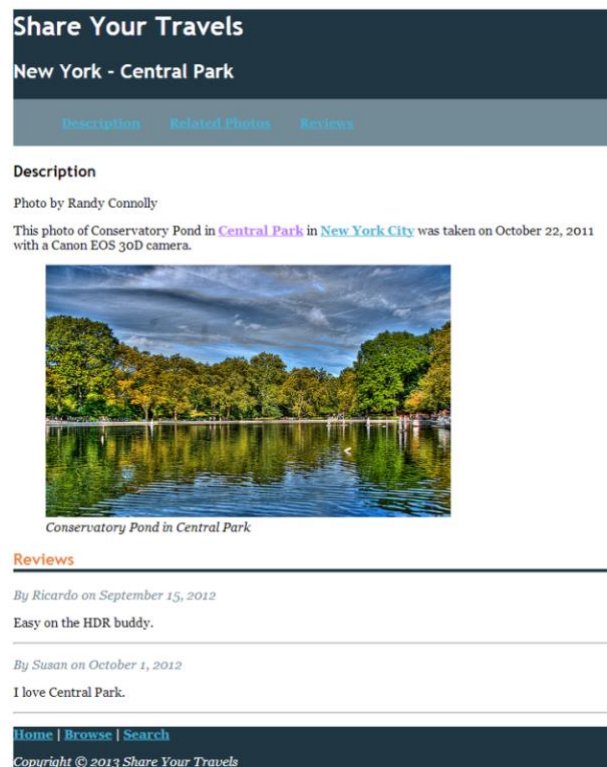 Share Your Travels
New York - Central Park
Description Related Photos Reviews
Description
Photo by Randy Connolly
This photo of Conservatory Pond in Central Park in New York City was taken on October 22, 2011
with a Canon EOS 30D camera.
Conservatory Pond in Central Park
Reviews
By Ricardo on September 15, 2012
Easy on the HDR buddy.
By Susan on October 1, 2012
I love Central Park.
Home | Browse | Search
Copyright © 2013 Share Your Travels